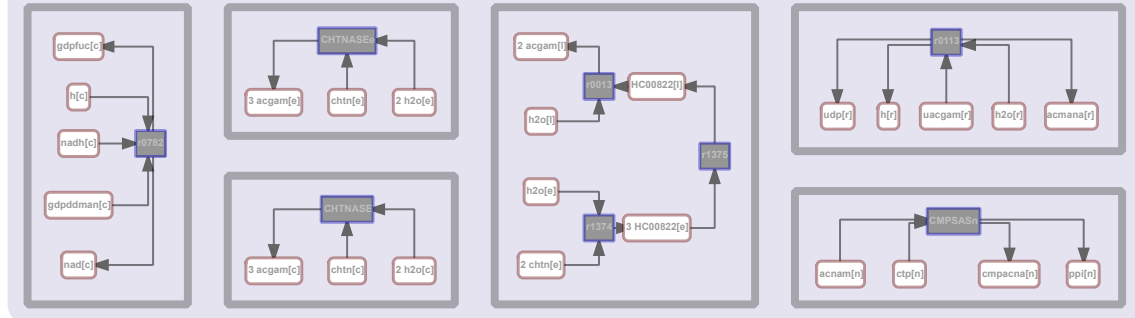 gdpfuc[c]
h[c]
nadh[c]
r0782
gdpddman[c]
nad[c]
CHTNASEe
3 acgam[e]
chtn[e]
2 h2o[e]
CHTNASE
3 acgam[c]
chtn[c]
2 h2o[c]
2 acgam[l]
r0013
HC00822[l]
h2o[l]
r1375
h2o[e]
r1374
3 HC00822[e]
2 chtn[e]
r0113
udp[r]
h[r]
uacgam[r]
h2o[r]
acmana[r]
CMPSASn
acnam[n]
ctp[n]
cmpacna[n]
ppi[n]